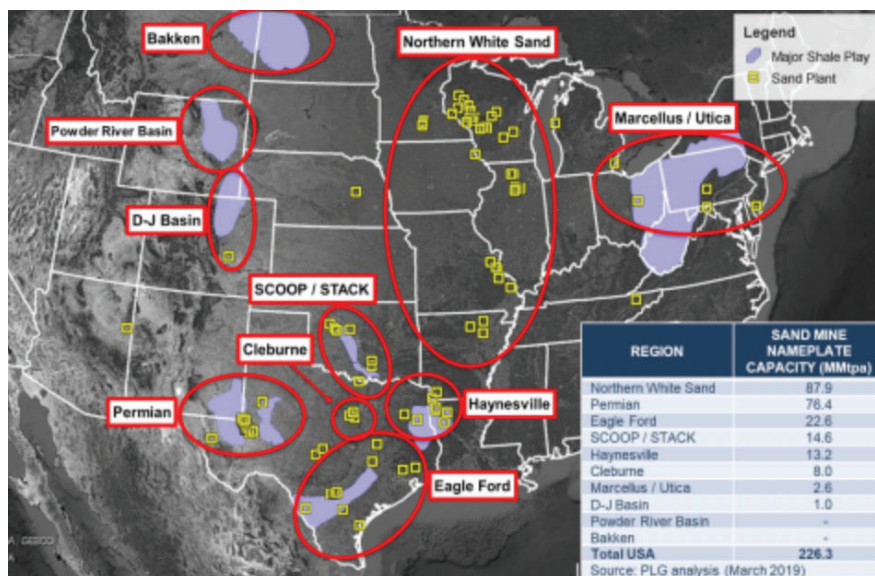 Bakken
Northern White Sand
Legend
Major Shale Play
Sand Plant
Powder River Basin
Marcellus / Utica
D-J Basin
SCOOP / STACK
Cleburne
Permian
Haynesville
Eagle Ford
REGION SAND MINE NAMEPLATE CAPACITY (MMtpa)
Northern White Sand 87.9
Permian 76.4
Eagle Ford 22.6
SCOOP / STACK 14.6
Haynesville 13.2
Cleburne 8.0
Marcellus / Utica 2.6
D-J Basin 1.0
Powder River Basin -
Bakken -
Total USA 226.3
Source: PLG analysis (March 2019)